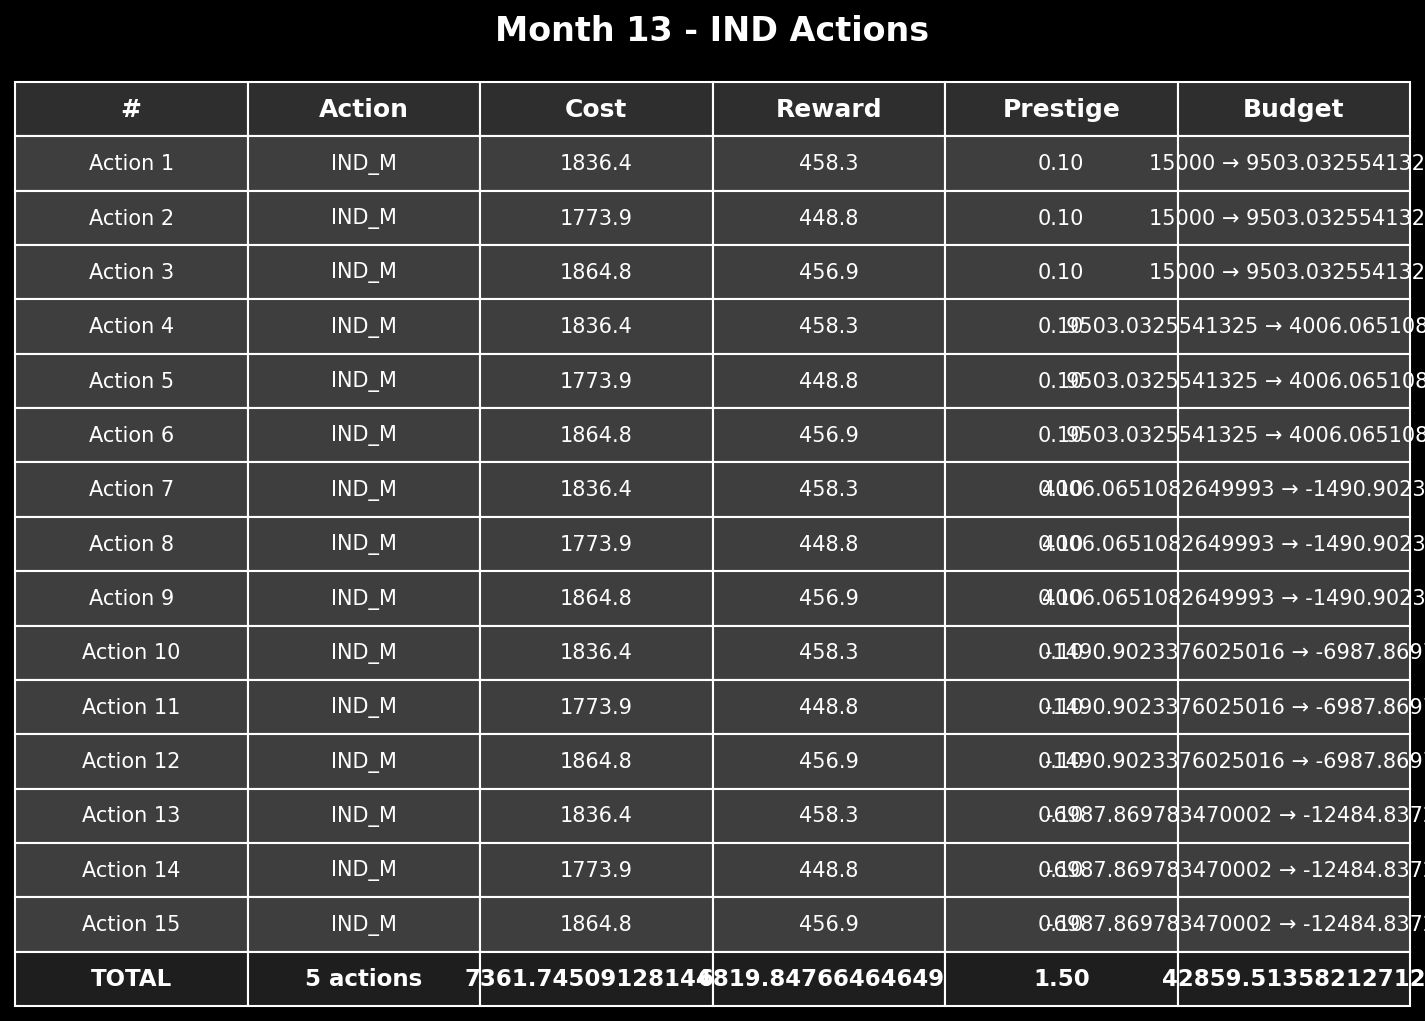 Month 13 - IND Actions
# Action Cost Reward Prestige Budget
Action 1 IND_M 1836.4 458.3 0.10 15000 → 9503.032554132
Action 2 IND_M 1773.9 448.8 0.10 15000 → 9503.032554132
Action 3 IND_M 1864.8 456.9 0.10 15000 → 9503.032554132
Action 4 IND_M 1836.4 458.3 0.10 9503.0325541325 → 4006.065108
Action 5 IND_M 1773.9 448.8 0.10 9503.0325541325 → 4006.065108
Action 6 IND_M 1864.8 456.9 0.10 9503.0325541325 → 4006.065108
Action 7 IND_M 1836.4 458.3 0.10 4006.0651082649993 → -1490.9023
Action 8 IND_M 1773.9 448.8 0.10 4006.0651082649993 → -1490.9023
Action 9 IND_M 1864.8 456.9 0.10 4006.0651082649993 → -1490.9023
Action 10 IND_M 1836.4 458.3 0.10 -1490.9023376025016 → -6987.869
Action 11 IND_M 1773.9 448.8 0.10 -1490.9023376025016 → -6987.869
Action 12 IND_M 1864.8 456.9 0.10 -1490.9023376025016 → -6987.869
Action 13 IND_M 1836.4 458.3 0.10 -6987.869783470002 → -12484.837
Action 14 IND_M 1773.9 448.8 0.10 -6987.869783470002 → -12484.837
Action 15 IND_M 1864.8 456.9 0.10 -6987.869783470002 → -12484.837
TOTAL 5 actions 7361.74509128144 6819.84766464649 1.50 42859.51358212712